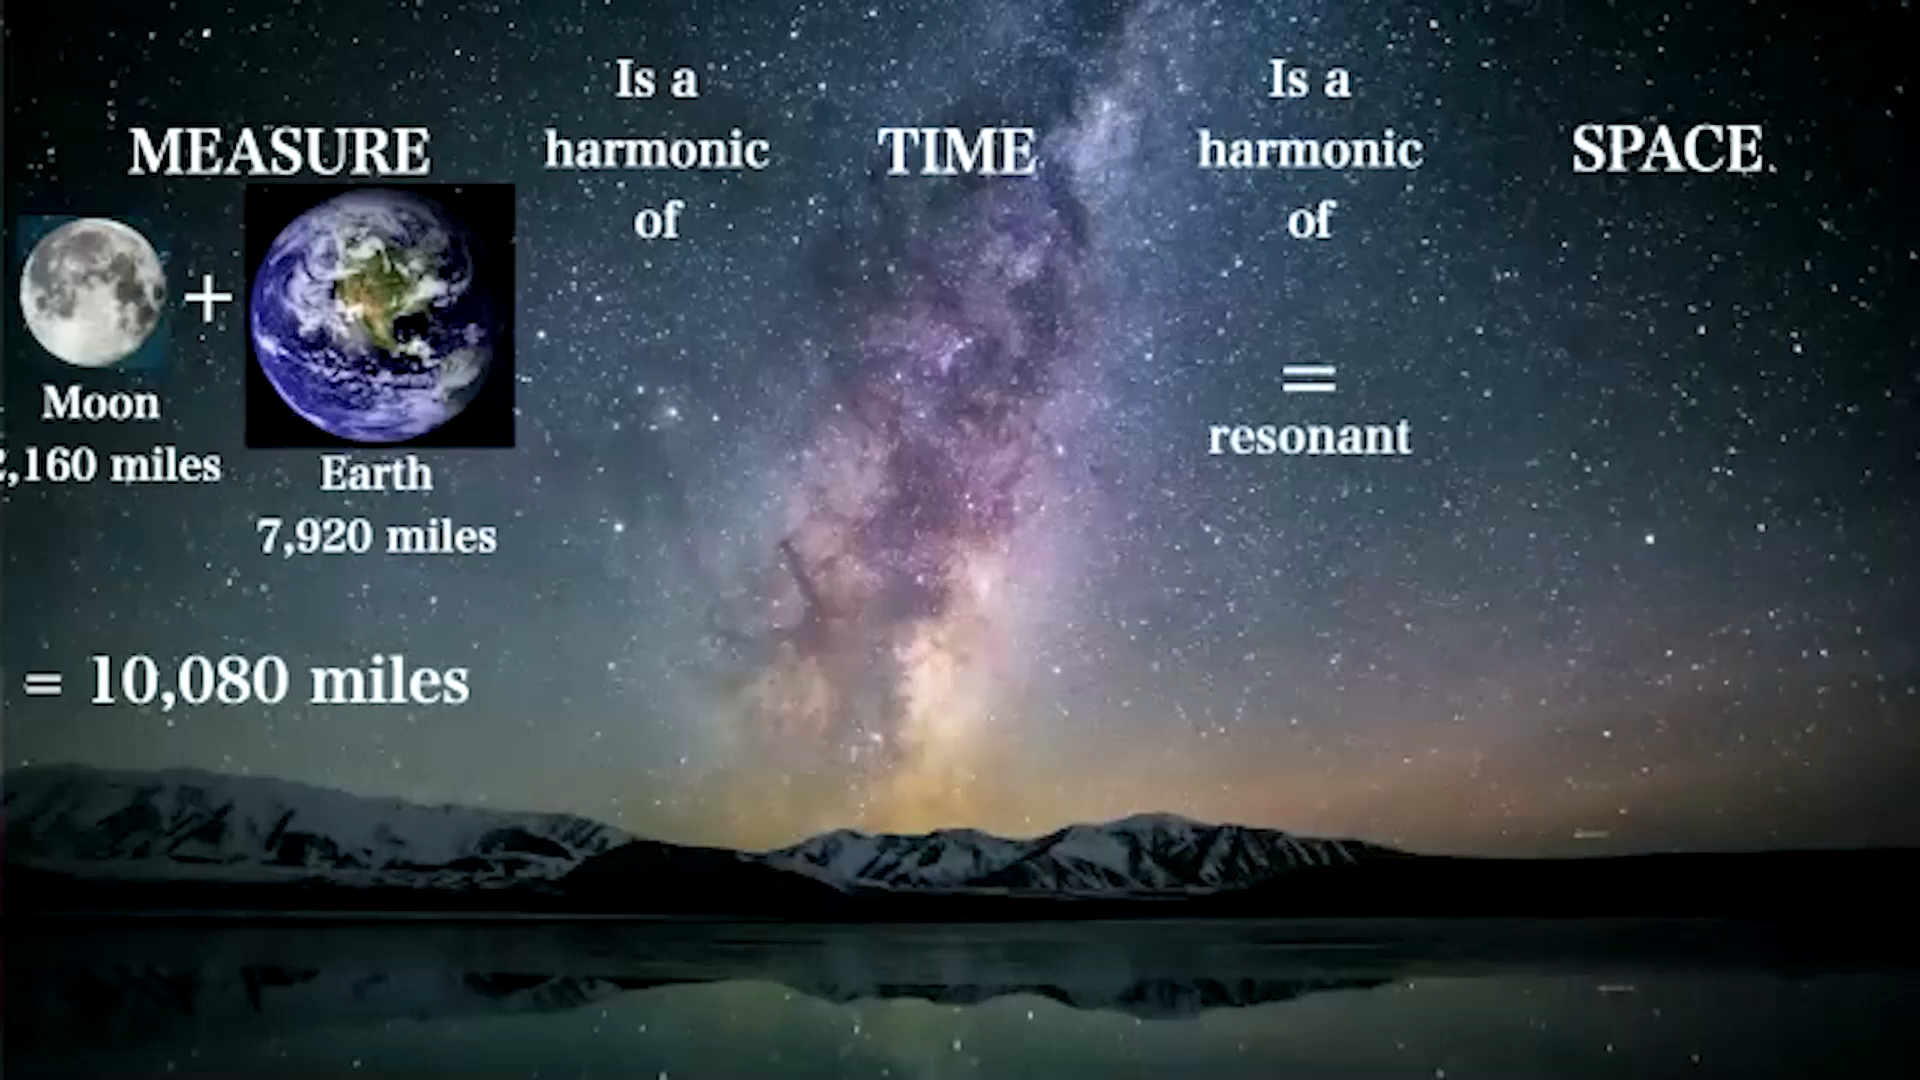 MEASURE
Is a
harmonic
of
TIME
Is a
harmonic
of
SPACE
+
Moon
,160 miles
Earth
7,920 miles
=
resonant
= 10,080 miles